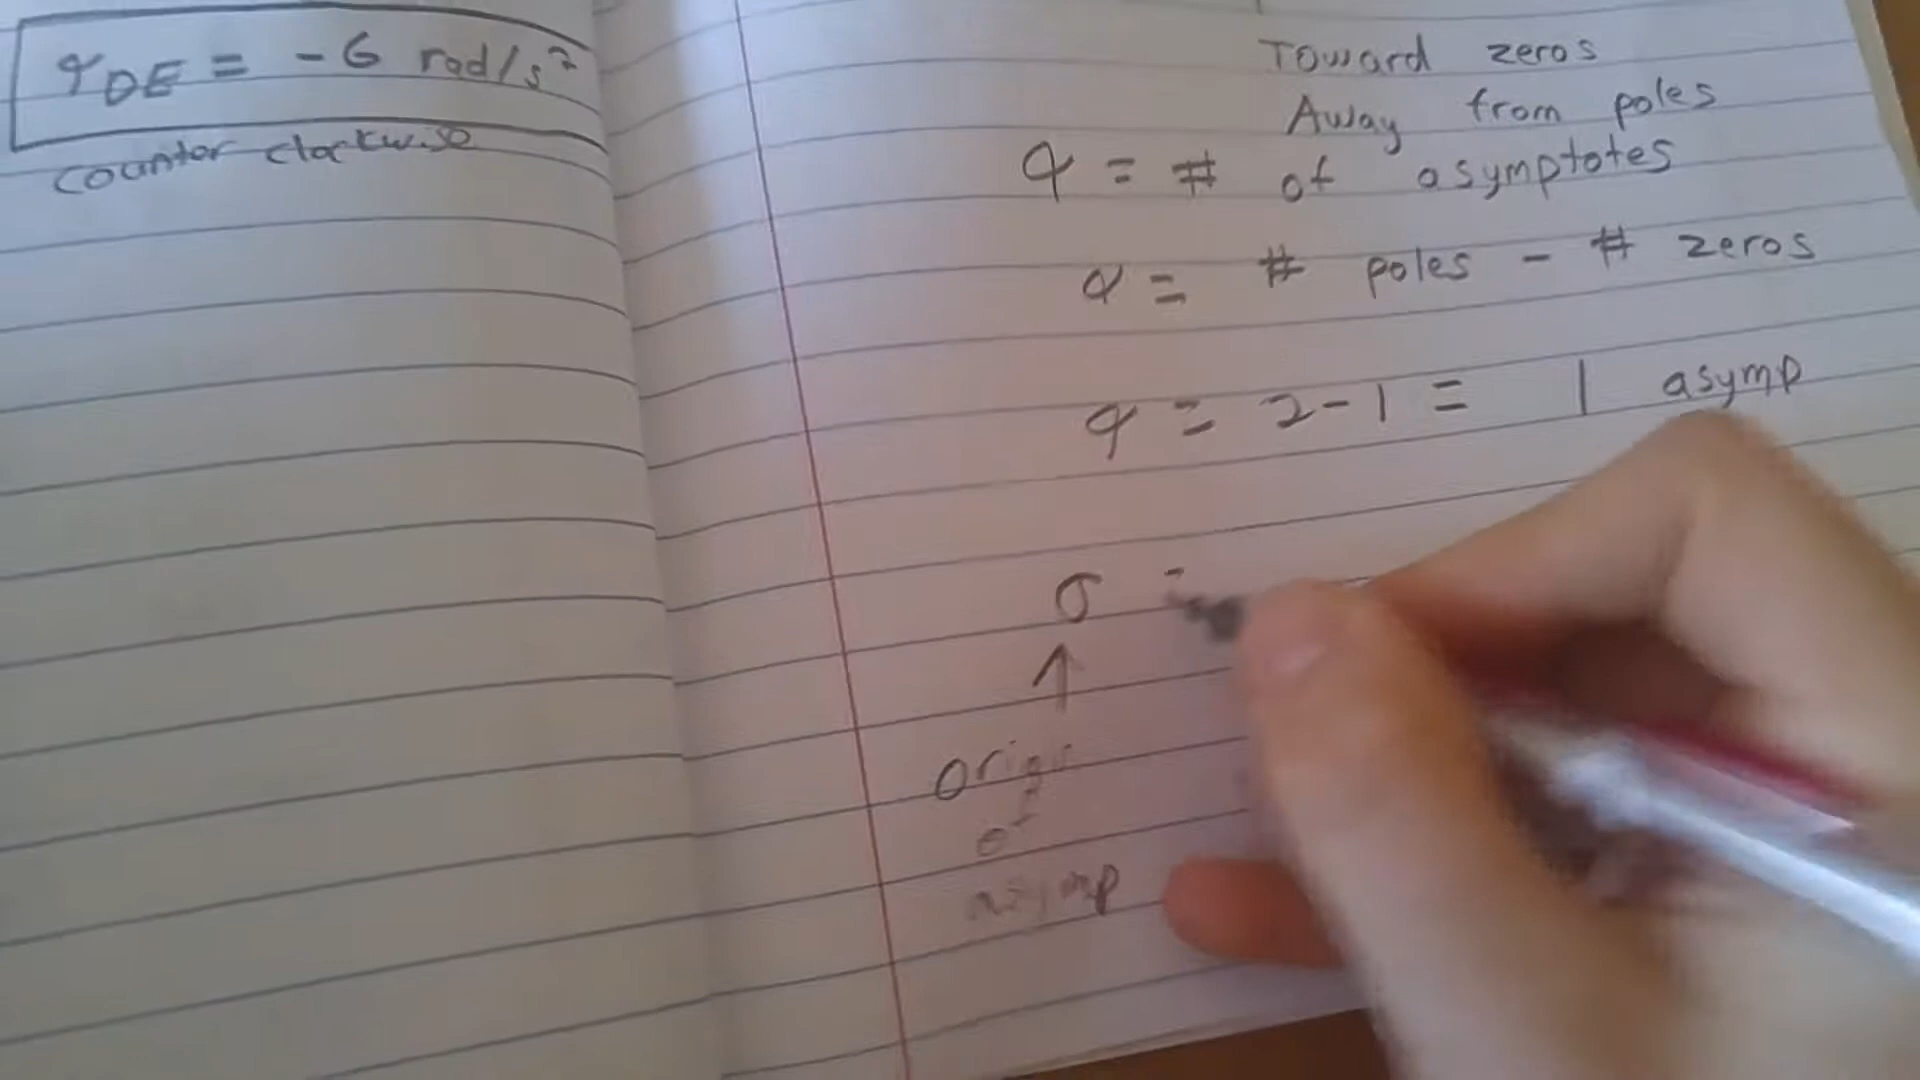 α_DE = -6 rad/s²
counter clockwise
Toward zeros
Away from poles
α = # of asymptotes
α = # poles - # zeros
α = 2-1 = 1 asymp
σ =
↑
origin
of
asymp